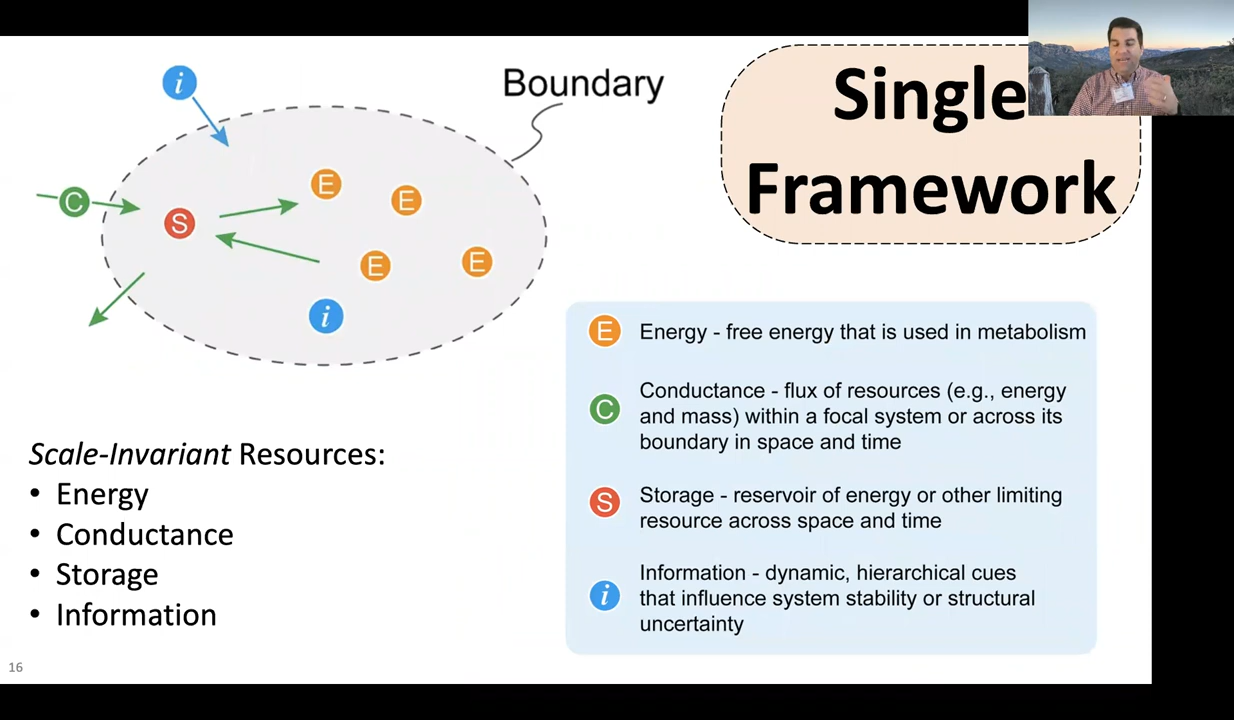 i
Boundary
Single
Framework
C
S
E
E
E
E
i
E
Energy - free energy that is used in metabolism
C
Conductance - flux of resources (e.g., energy
and mass) within a focal system or across its
boundary in space and time
S
Storage - reservoir of energy or other limiting
resource across space and time
i
Information - dynamic, hierarchical cues
that influence system stability or structural
uncertainty
Scale-Invariant Resources:
• Energy
• Conductance
• Storage
• Information
16